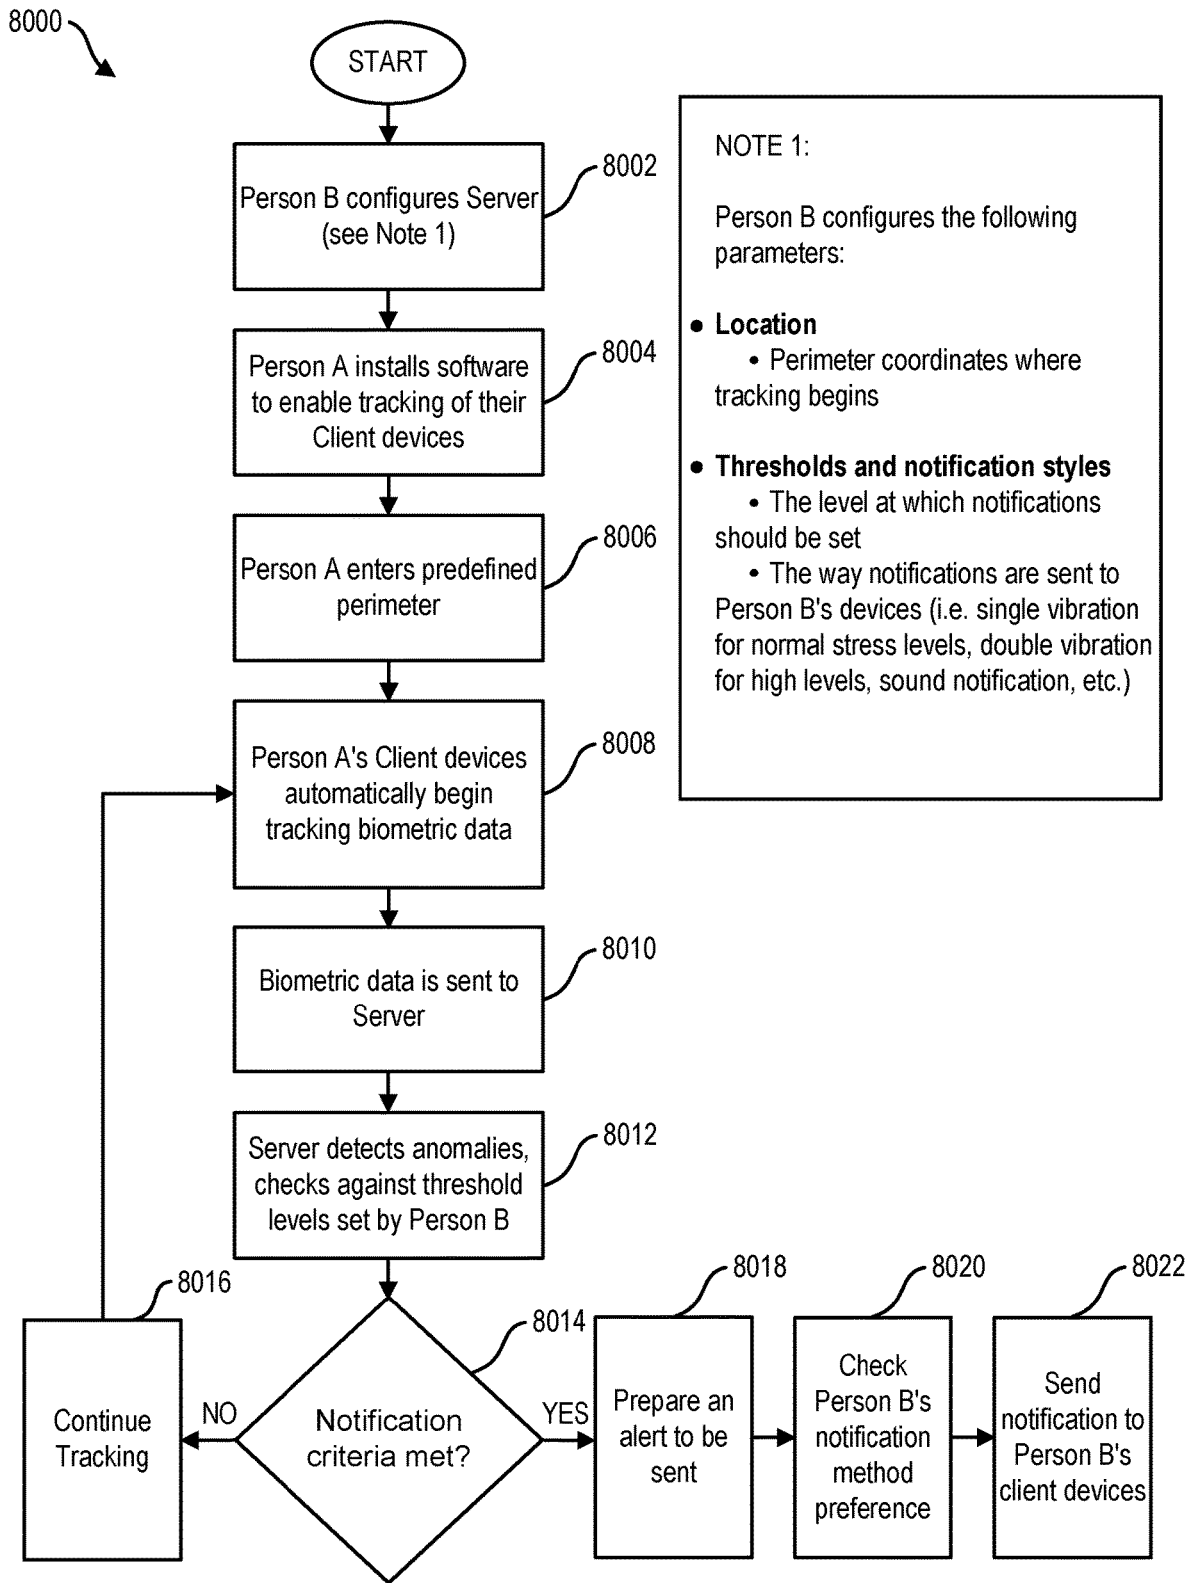 8000
START
Person B configures Server
(see Note 1)
8002
Person A installs software
to enable tracking of their
Client devices
8004
Person A enters predefined
perimeter
8006
Person A's Client devices
automatically begin
tracking biometric data
8008
Biometric data is sent to
Server
8010
Server detects anomalies,
checks against threshold
levels set by Person B
8012
Notification
criteria met?
8014
NO
Continue
Tracking
8016
YES
Prepare an
alert to be
sent
8018
Check
Person B's
notification
method
preference
8020
Send
notification to
Person B's
client devices
8022
NOTE 1:
Person B configures the following
parameters:
• Location
• Perimeter coordinates where
tracking begins
• Thresholds and notification styles
• The level at which notifications
should be set
• The way notifications are sent to
Person B's devices (i.e. single vibration
for normal stress levels, double vibration
for high levels, sound notification, etc.)